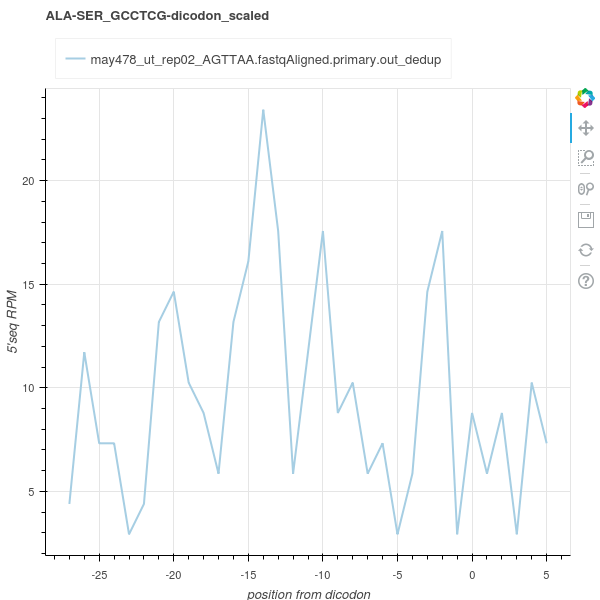 ALA-SER_GCCTCG-dicodon_scaled
may478_ut_rep02_AGTTAA.fastqAligned.primary.out_dedup
20
15
10
5
5'seq RPM
-25 -20 -15 -10 -5 0 5
position from dicodon